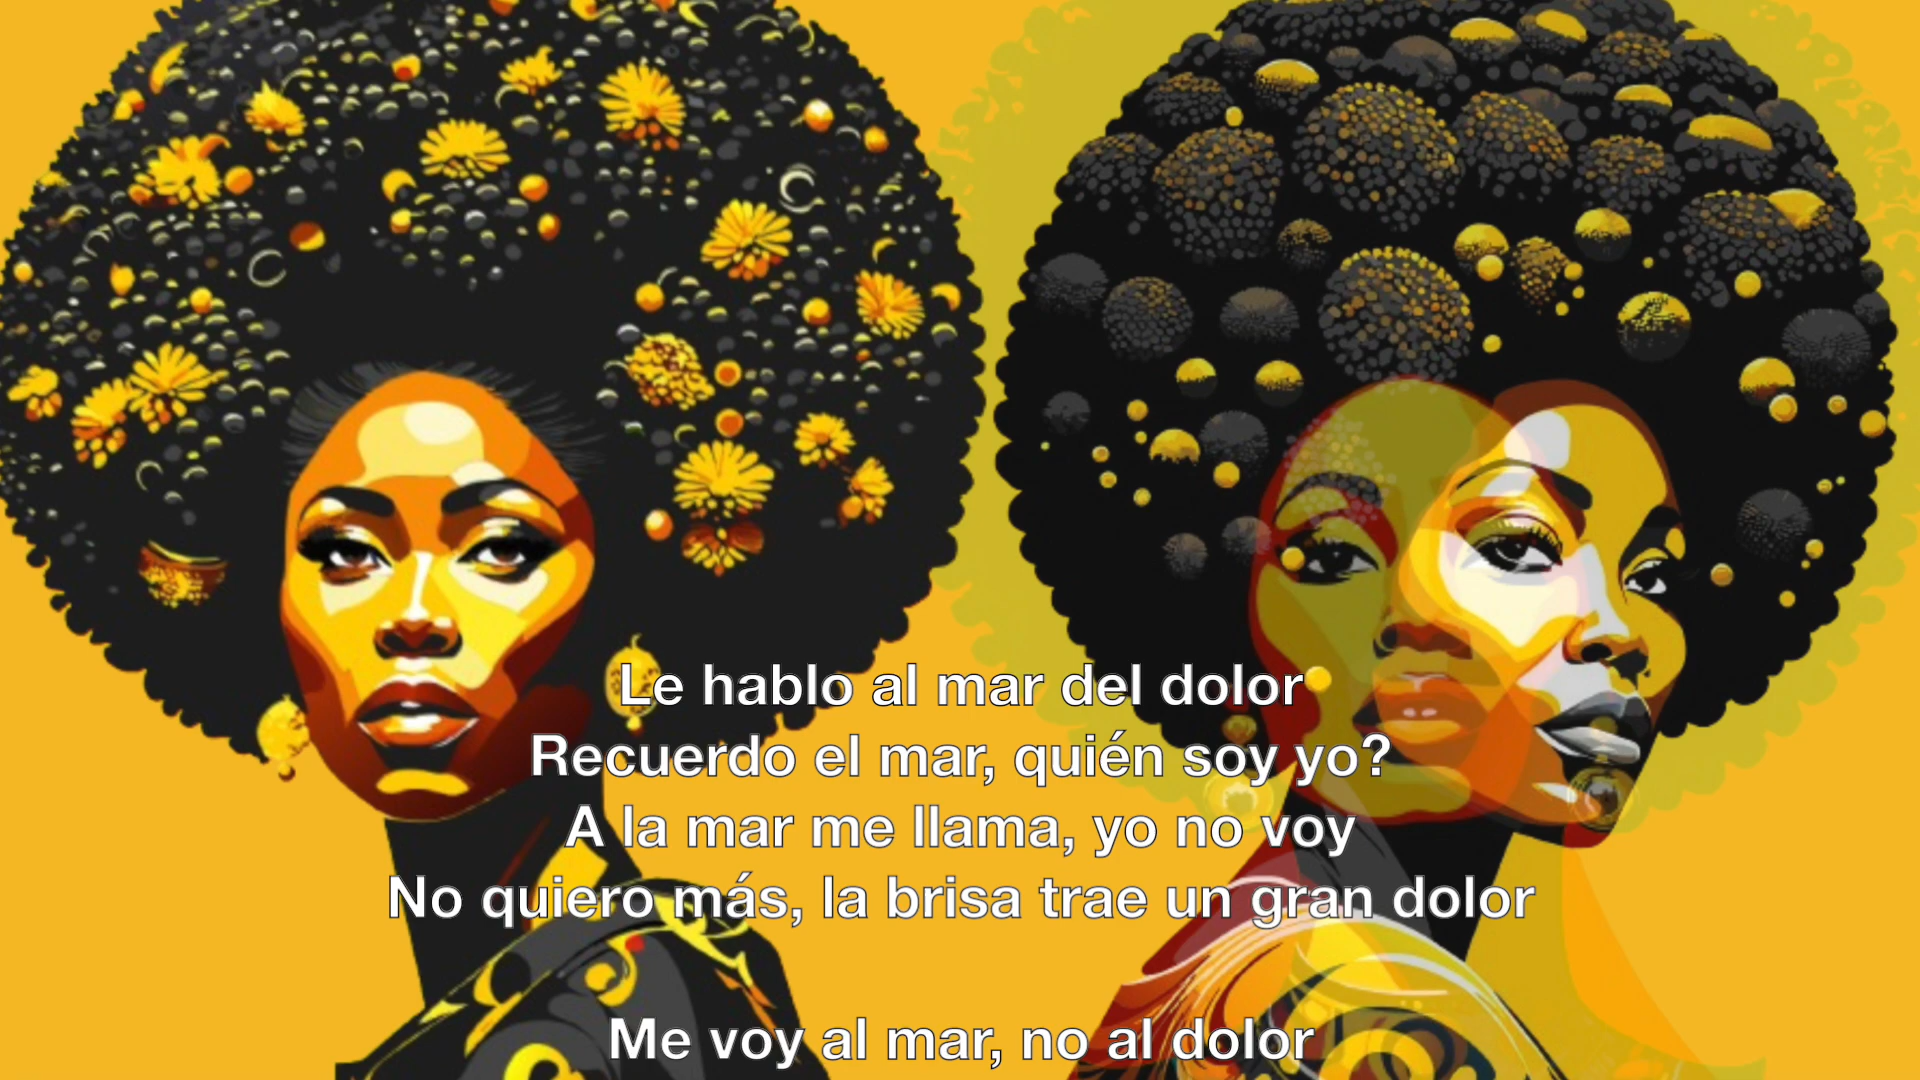 Le hablo al mar del dolor
Recuerdo el mar, quién soy yo?
A la mar me llama, yo no voy
No quiero más, la brisa trae un gran dolor
Me voy al mar, no al dolor